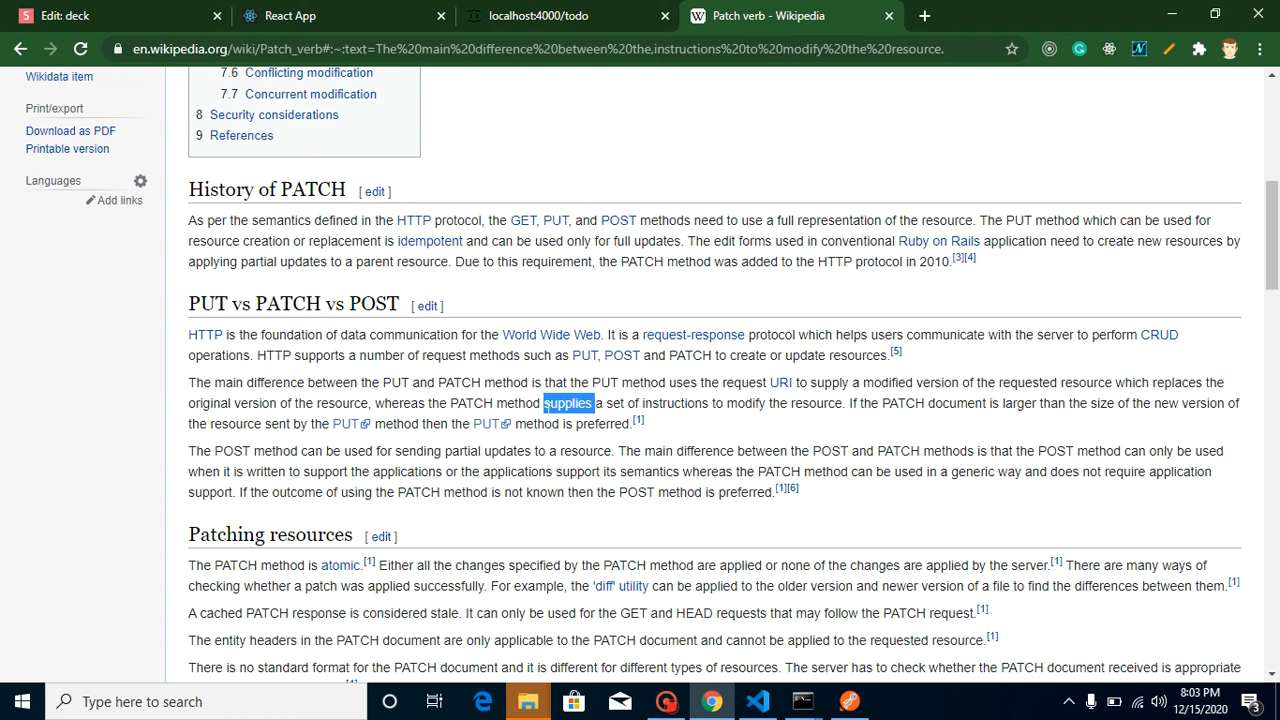 Edit: deck
React App
localhost:4000/todo
Patch verb - Wikipedia
en.wikipedia.org/wiki/Patch_verb#:~:text=The%20main%20difference%20between%20the,instructions%20to%20modify%20the%20resource.
Wikidata item
Print/export
Download as PDF
Printable version
Languages
Add links
7.6 Conflicting modification
7.7 Concurrent modification
8 Security considerations
9 References
History of PATCH [ edit ]
As per the semantics defined in the HTTP protocol, the GET, PUT, and POST methods need to use a full representation of the resource. The PUT method which can be used for
resource creation or replacement is idempotent and can be used only for full updates. The edit forms used in conventional Ruby on Rails application need to create new resources by
applying partial updates to a parent resource. Due to this requirement, the PATCH method was added to the HTTP protocol in 2010.[3][4]
PUT vs PATCH vs POST [ edit ]
HTTP is the foundation of data communication for the World Wide Web. It is a request-response protocol which helps users communicate with the server to perform CRUD
operations. HTTP supports a number of request methods such as PUT, POST and PATCH to create or update resources.[5]
The main difference between the PUT and PATCH method is that the PUT method uses the request URI to supply a modified version of the requested resource which replaces the
original version of the resource, whereas the PATCH method supplies a set of instructions to modify the resource. If the PATCH document is larger than the size of the new version of
the resource sent by the PUT method then the PUT method is preferred.[1]
The POST method can be used for sending partial updates to a resource. The main difference between the POST and PATCH methods is that the POST method can only be used
when it is written to support the applications or the applications support its semantics whereas the PATCH method can be used in a generic way and does not require application
support. If the outcome of using the PATCH method is not known then the POST method is preferred.[1][6]
Patching resources [ edit ]
The PATCH method is atomic.[1] Either all the changes specified by the PATCH method are applied or none of the changes are applied by the server.[1] There are many ways of
checking whether a patch was applied successfully. For example, the 'diff' utility can be applied to the older version and newer version of a file to find the differences between them.[1]
A cached PATCH response is considered stale. It can only be used for the GET and HEAD requests that may follow the PATCH request.[1]
The entity headers in the PATCH document are only applicable to the PATCH document and cannot be applied to the requested resource.[1]
There is no standard format for the PATCH document and it is different for different types of resources. The server has to check whether the PATCH document received is appropriate
Type here to search
8:03 PM
12/15/2020
3